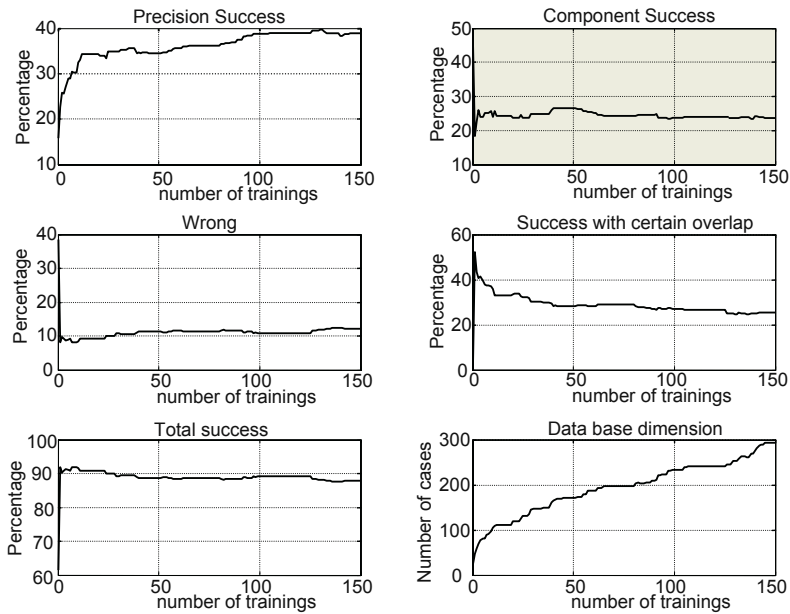 Precision Success
Percentage
40
30
20
10
0 50 100 150
number of trainings
Component Success
Percentage
50
40
30
20
10
0 50 100 150
number of trainings
Wrong
Percentage
40
30
20
10
0
0 50 100 150
number of trainings
Success with certain overlap
Percentage
60
40
20
0
0 50 100 150
number of trainings
Total success
Percentage
100
90
80
70
60
0 50 100 150
number of trainings
Data base dimension
Number of cases
300
200
100
0
0 50 100 150
number of trainings